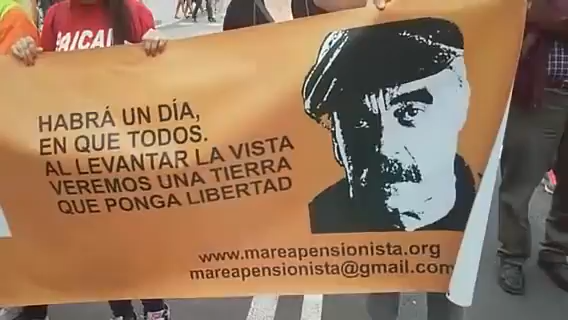 RICAI
HABRÁ UN DÍA,
EN QUE TODOS.
AL LEVANTAR LA VISTA
VEREMOS UNA TIERRA
QUE PONGA LIBERTAD
www.mareapensionista.org
mareapensionista@gmail.com